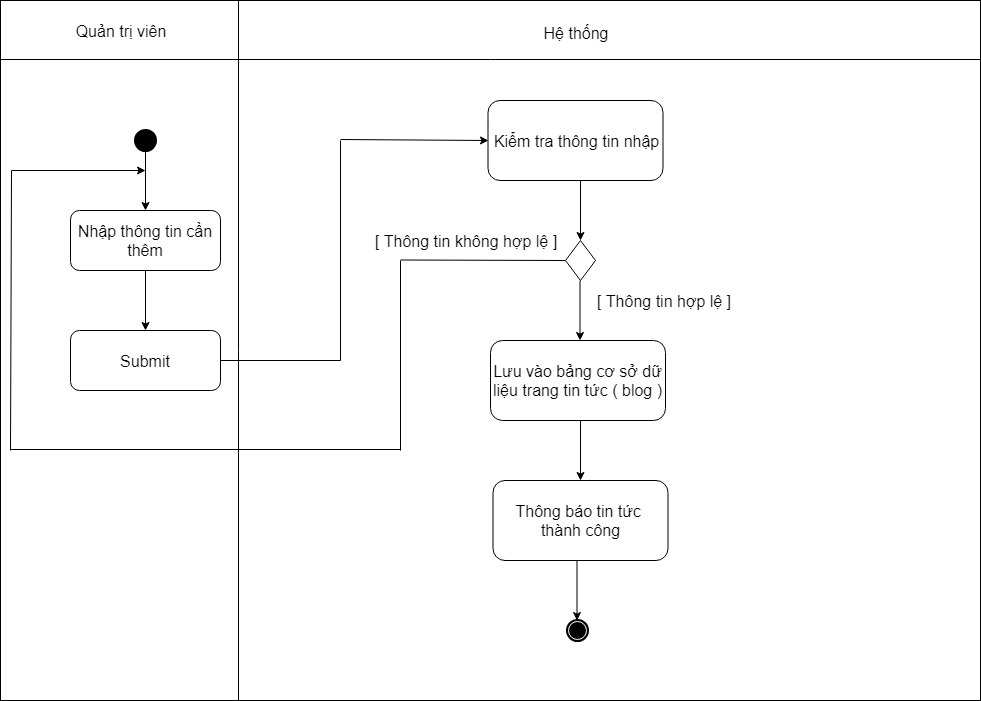 Quản trị viên
Hệ thống
Kiểm tra thông tin nhập
Nhập thông tin cần
thêm
[ Thông tin không hợp lệ ]
[ Thông tin hợp lệ ]
Submit
Lưu vào bảng cơ sở dữ
liệu trang tin tức ( blog )
Thông báo tin tức
thành công